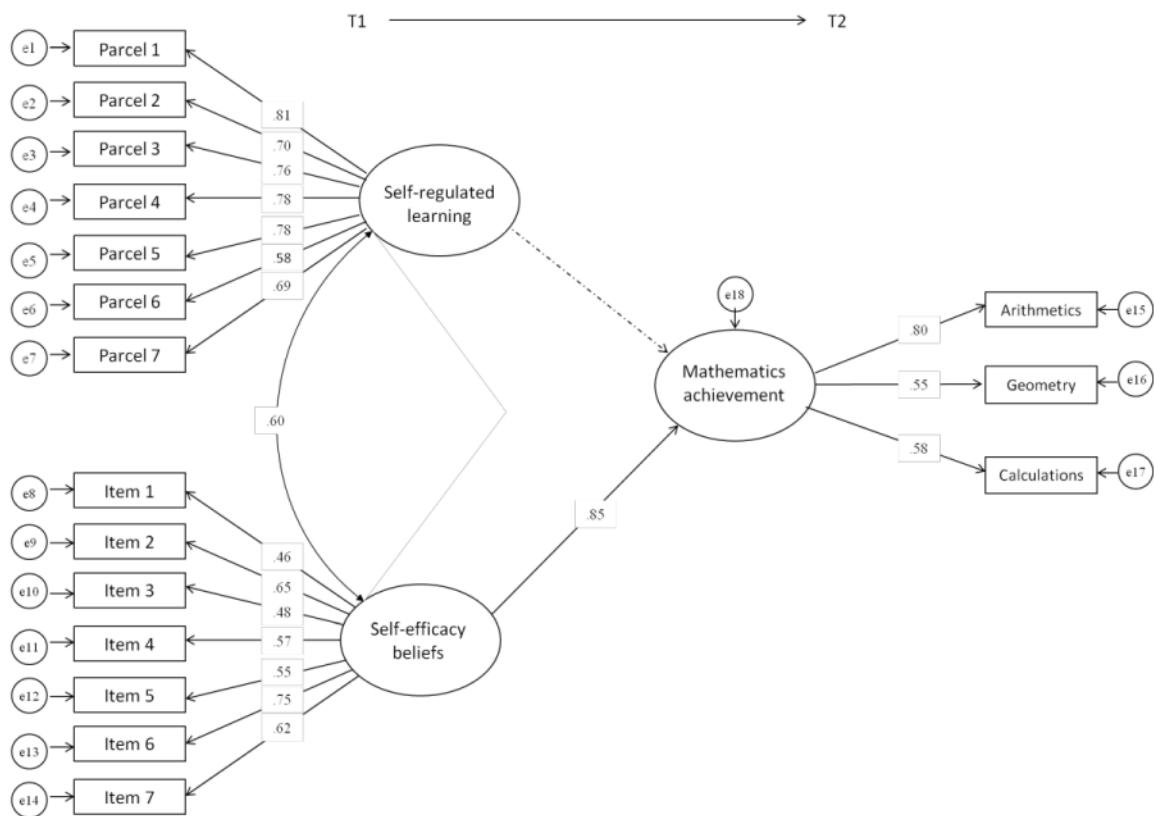 T1
T2
e1
Parcel 1
e2
Parcel 2
e3
Parcel 3
e4
Parcel 4
e5
Parcel 5
e6
Parcel 6
e7
Parcel 7
.81
.70
.76
.78
.78
.58
.69
Self-regulated
learning
.60
e8
Item 1
e9
Item 2
e10
Item 3
e11
Item 4
e12
Item 5
e13
Item 6
e14
Item 7
.46
.65
.48
.57
.55
.75
.62
Self-efficacy
beliefs
.85
e18
Mathematics
achievement
.80
.55
.58
Arithmetics
e15
Geometry
e16
Calculations
e17